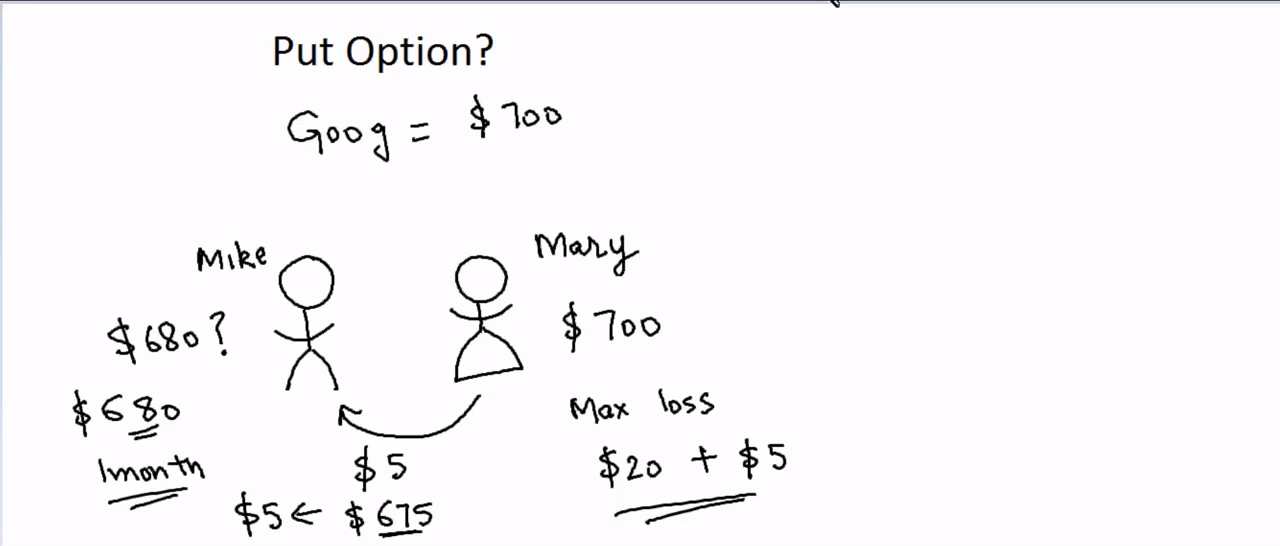 Put Option?
Goog = $700
Mike
Mary
$680?
$700
$680
Max loss
1month
$5
$20 + $5
$5 ← $675